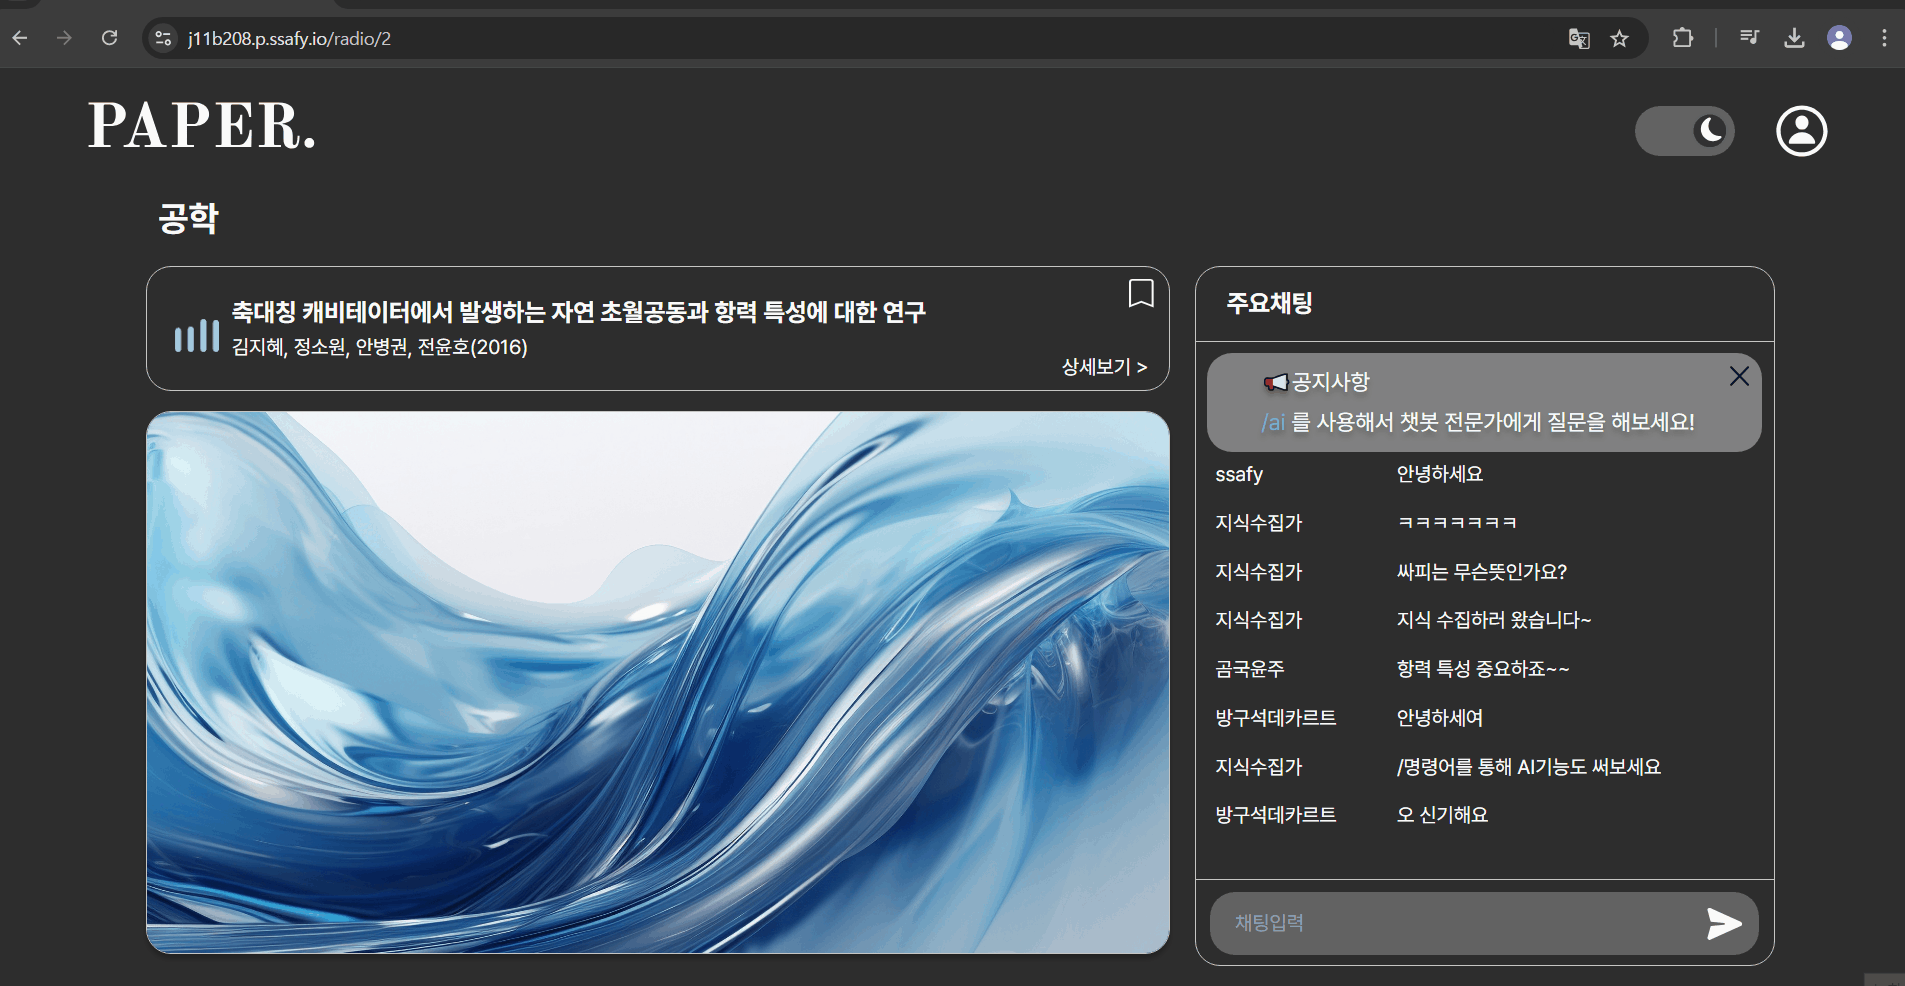 j11b208.p.ssafy.io/radio/2
PAPER.
공학
축대칭 캐비테이터에서 발생하는 자연 초월공동과 항력 특성에 대한 연구
김지혜, 정소원, 안병권, 전윤호(2016)
상세보기 >
주요채팅
공지사항
/ai 를 사용해서 챗봇 전문가에게 질문을 해보세요!
ssafy 안녕하세요
지식수집가 ㅋㅋㅋㅋㅋㅋㅋ
지식수집가 싸피는 무슨뜻인가요?
지식수집가 지식 수집하러 왔습니다~
곰국윤주 항력 특성 중요하죠~~
방구석데카르트 안녕하세여
지식수집가 /명령어를 통해 AI기능도 써보세요
방구석데카르트 오 신기해요
채팅입력